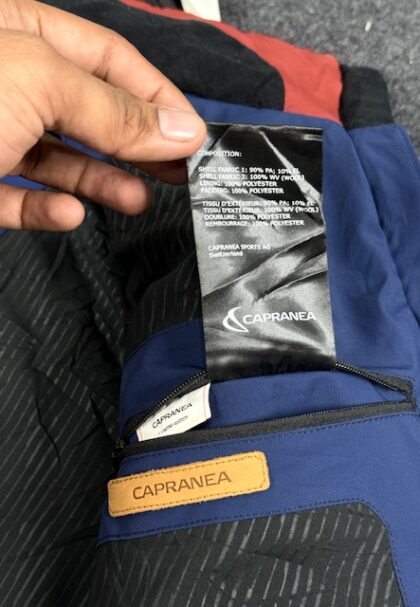 COMPOSITION:
SHELL FABRIC 1: 90% PA; 10% EL
SHELL FABRIC 2: 100% WV (WOOL)
LINING: 100% POLYESTER
PADDING: 100% POLYESTER
TISSU D'EXTÉRIEUR: 90% PA; 10% EL
TISSU D'EXTÉRIEUR: 100% WV (WOOL)
DOUBLURE: 100% POLYESTER
REMBOURRAGE: 100% POLYESTER
CAPRANEA SPORTS AG
Switzerland
CAPRANEA
CAPRANEA
CAPRANEA